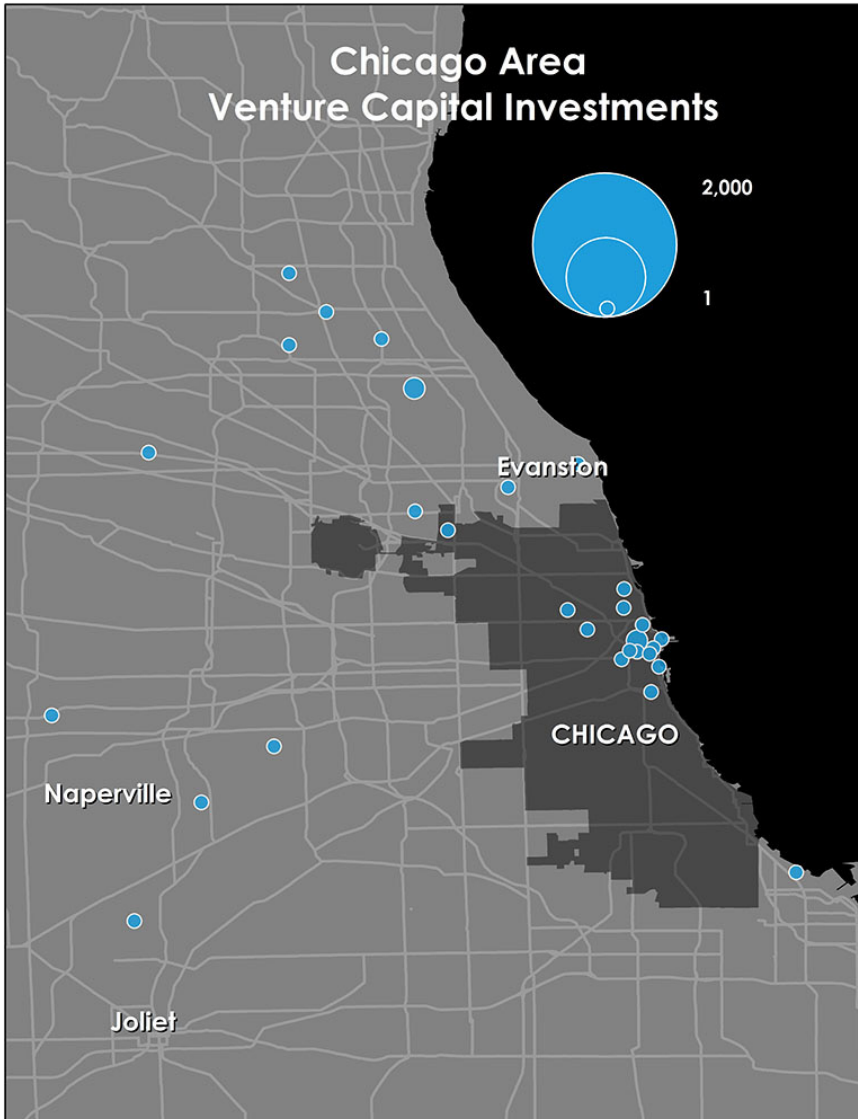 Chicago Area
Venture Capital Investments
2,000
1
Evanston
CHICAGO
Naperville
Joliet